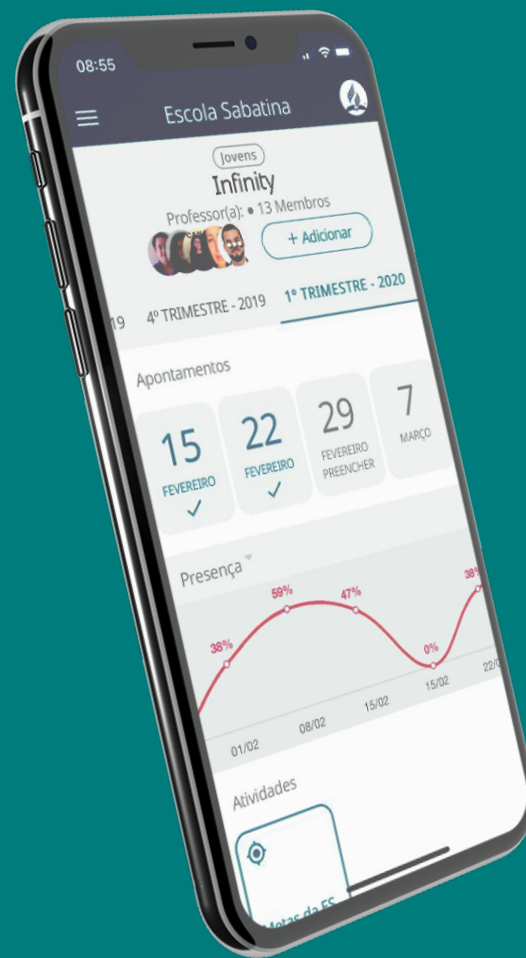 08:55
Escola Sabatina
Jovens
Infinity
Professor(a): • 13 Membros
+ Adicionar
19 4º TRIMESTRE - 2019 1º TRIMESTRE - 2020
Apontamentos
15 22 29 7
FEVEREIRO FEVEREIRO FEVEREIRO MARÇO
PREENCHER
Presença
38% 59% 47% 0% 38%
01/02 08/02 15/02 15/02 22/0
Atividades
Metas da ES